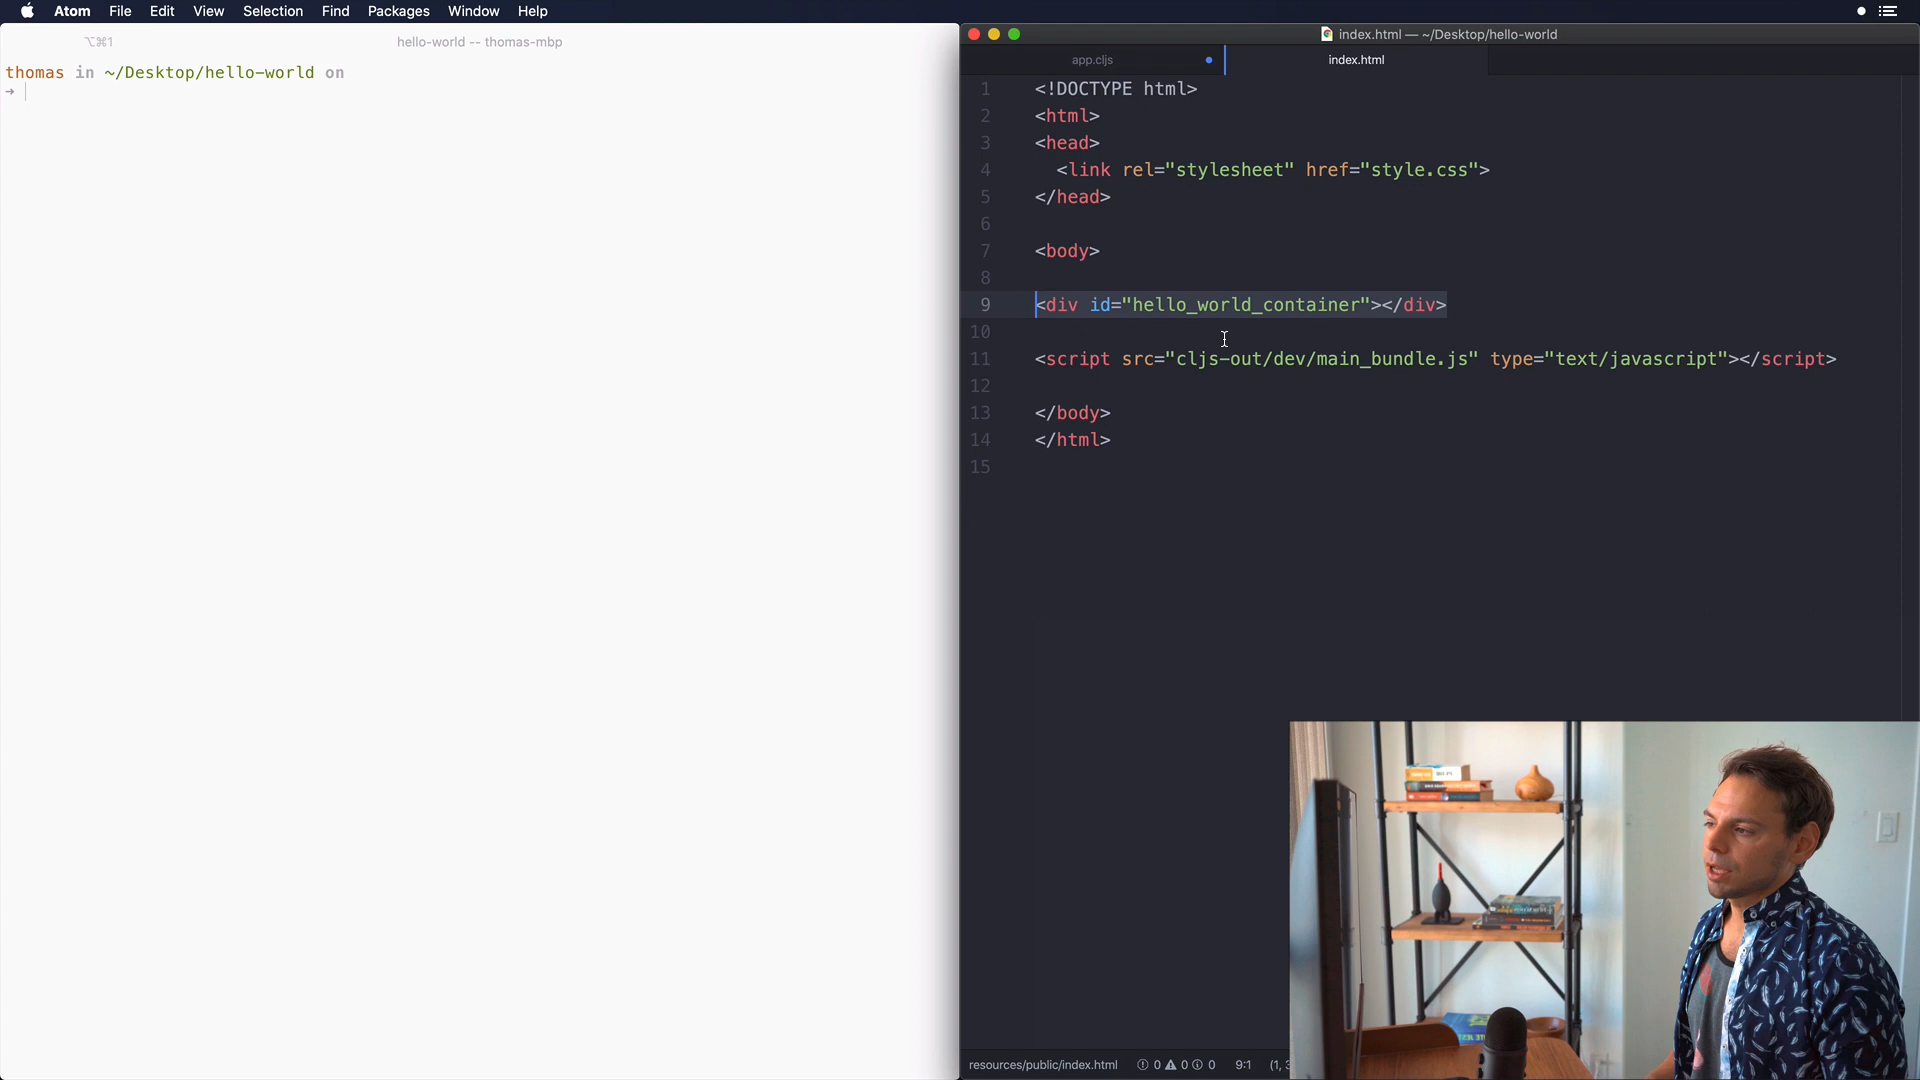 Atom File Edit View Selection Find Packages Window Help
⌥⌘1
hello-world -- thomas-mbp
thomas in ~/Desktop/hello-world on
➜
index.html — ~/Desktop/hello-world
app.cljs
index.html
1 <!DOCTYPE html>
2 <html>
3 <head>
4 <link rel="stylesheet" href="style.css">
5 </head>
6
7 <body>
8
9 <div id="hello_world_container"></div>
10
11 <script src="cljs-out/dev/main_bundle.js" type="text/javascript"></script>
12
13 </body>
14 </html>
15
resources/public/index.html 0 0 0 9:1 (1,